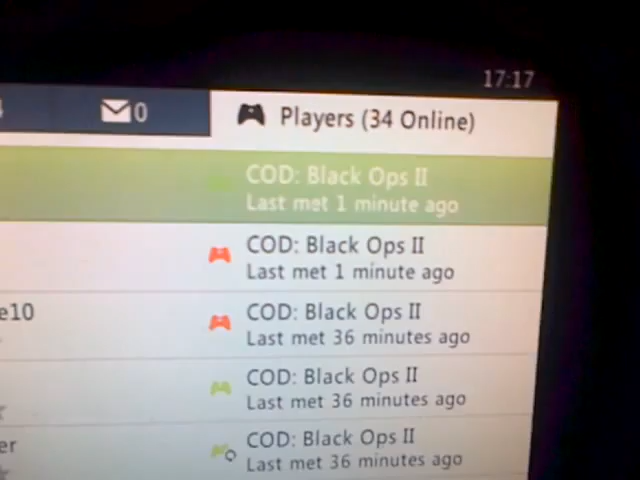 17:17
0
Players (34 Online)
COD: Black Ops II
Last met 1 minute ago
COD: Black Ops II
Last met 1 minute ago
e10
COD: Black Ops II
Last met 36 minutes ago
COD: Black Ops II
Last met 36 minutes ago
er
COD: Black Ops II
Last met 36 minutes ago